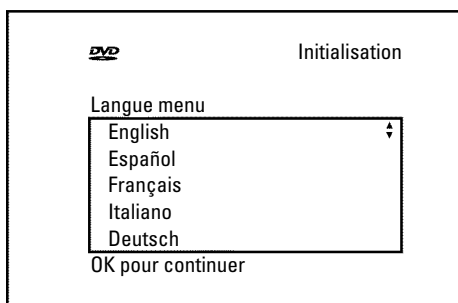 DVD Initialisation
Langue menu
English
Español
Français
Italiano
Deutsch
OK pour continuer